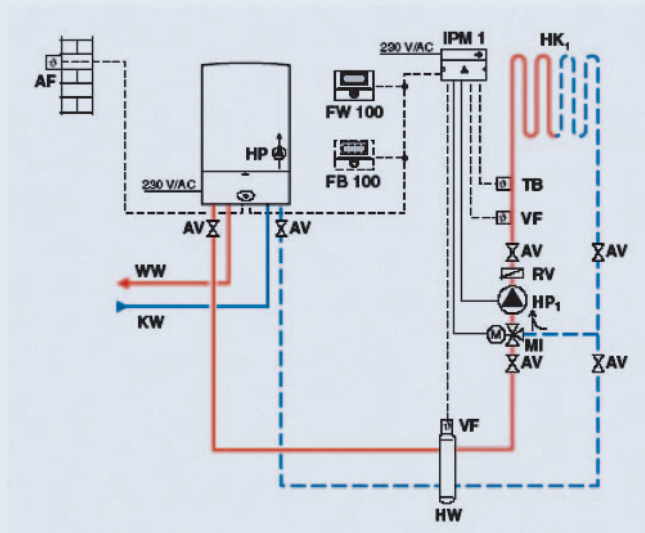 230 V/AC
IPM 1
HK1
AF
FW 100
HP
FB 100
TB
230 V/AC
VF
AV
AV
AV
AV
WW
RV
HP1
KW
M
MI
AV
AV
VF
HW